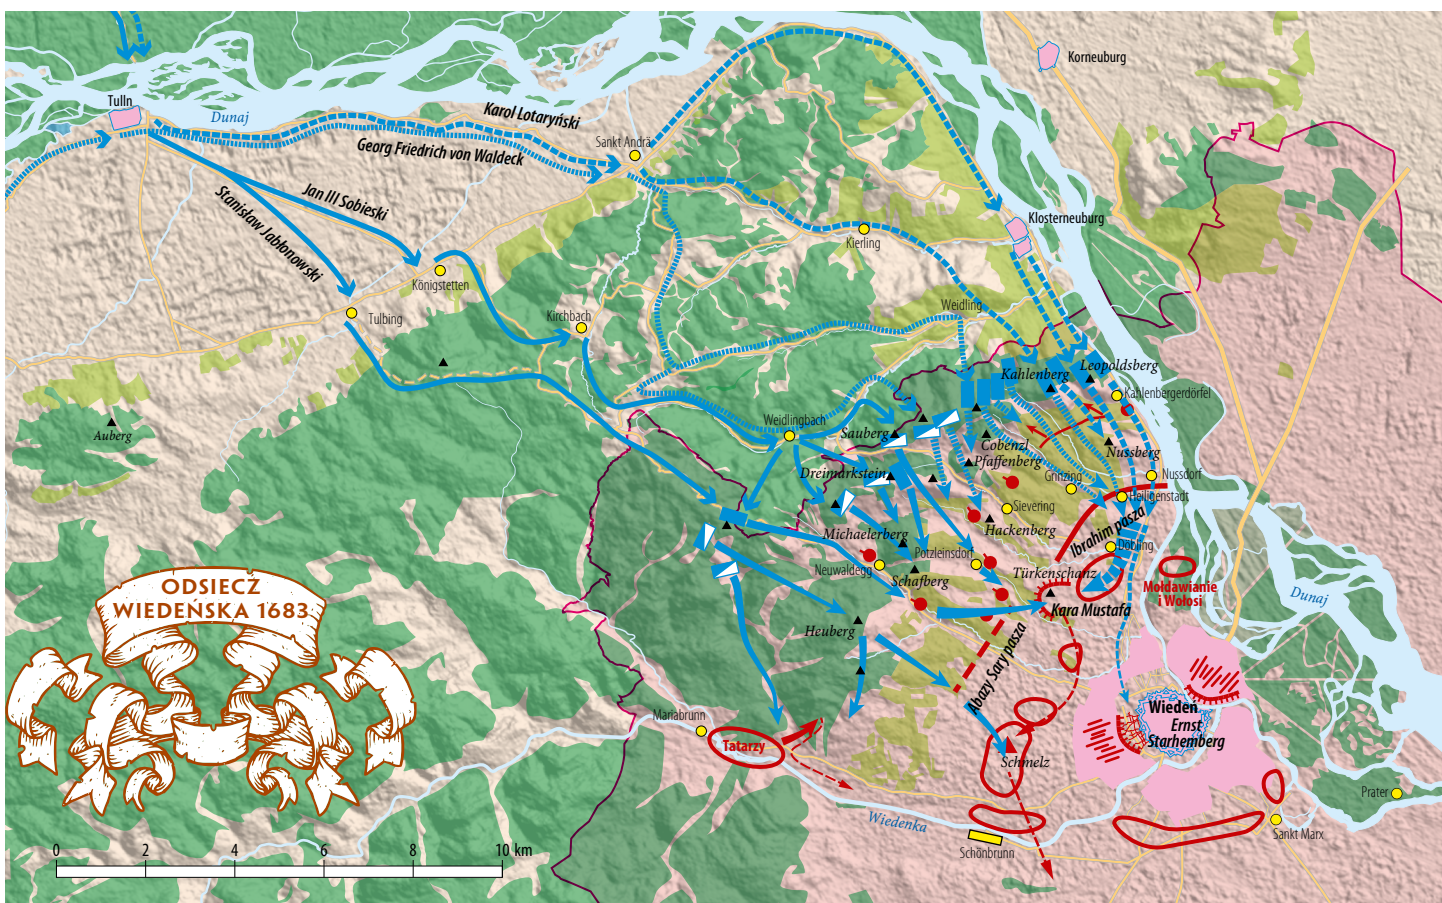 Korneuburg
Tulln
Dunaj
Karol Lotaryński
Georg Friedrich von Waldeck
Sankt Andrä
Jan III Sobieski
Stanisław Jabłonowski
Klosterneuburg
Kierling
Königstetten
Tulbing
Kirchbach
Weidling
Kahlenberg
Leopoldsberg
Kahlenbergerdörfel
Auberg
Weidlingbach
Sauberg
Cobenzl
Nussberg
Pfaffenberg
Dreimarkstein
Grinzing
Nussdorf
Heiligenstadt
Sievering
Hackenberg
Ibrahim pasza
Michaelerberg
Potzleinsdorf
Döbling
Neuwaldegg
Schafberg
Türkenschanz
Mołdawianie
i Wołosi
Kara Mustafa
Dunaj
ODSIECZ
WIEDEŃSKA 1683
Heuberg
Abazy Sary pasza
Mariabrunn
Wiedeń
Ernst
Starhemberg
Tatarzy
Schmelz
Prater
Wiedenka
Sankt Marx
Schönbrunn
0 2 4 6 8 10 km